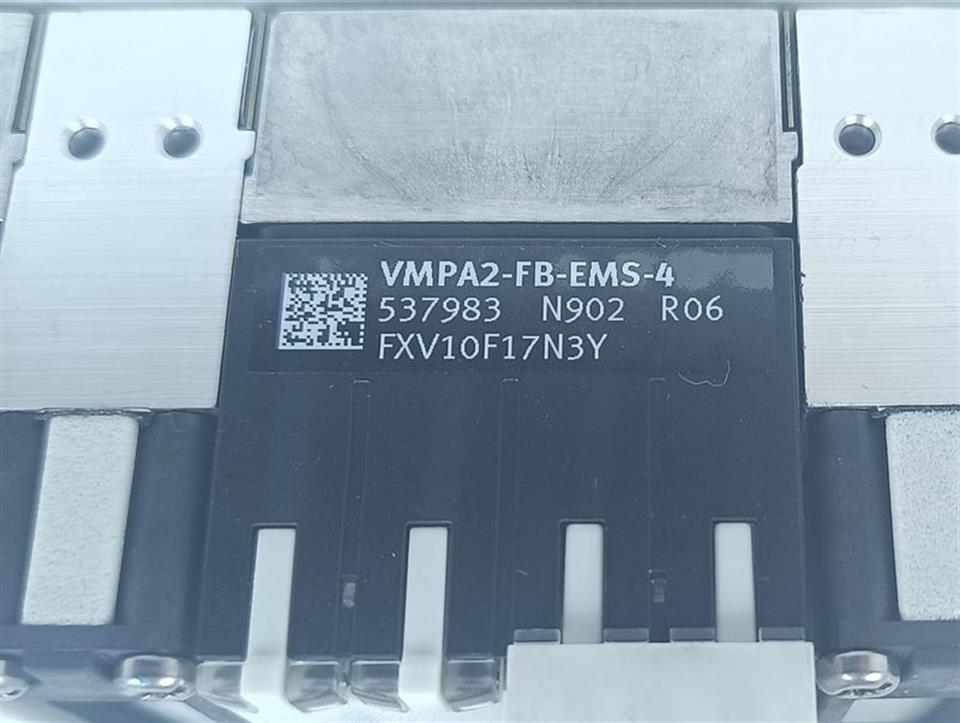 VMPA2-FB-EMS-4
537983 N902 R06
FXV10F17N3Y